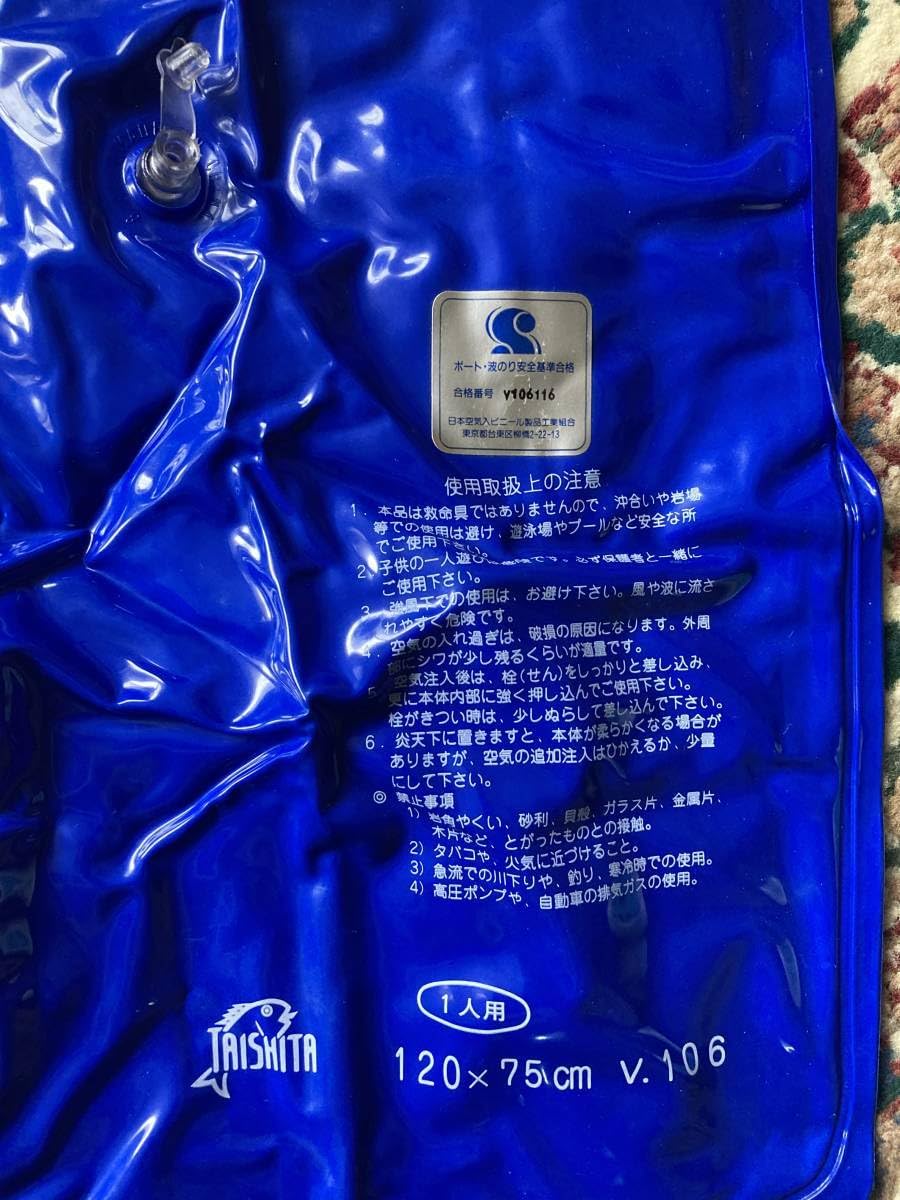 ボート・波のり安全基準合格
合格番号 V106116
日本空気入ビニール製品工業組合
東京都台東区柳橋2-22-13
使用取扱上の注意
1．本品は救命具ではありませんので、沖合いや岩場
等での使用は避け、遊泳場やプールなど安全な所
でご使用下さい。
2．子供の一人遊びは危険です。必ず保護者と一緒に
ご使用下さい。
3．強風下での使用は、お避け下さい。風や波に流さ
れやすく危険です。
4．空気の入れ過ぎは、破損の原因になります。外周
部にシワが少し残るくらいが適量です。
5．空気注入後は、栓(せん)をしっかりと差し込み、
更に本体内部に強く押し込んでご使用下さい。
栓がきつい時は、少しぬらして差し込んで下さい。
6．炎天下に置きますと、本体が柔らかくなる場合が
ありますが、空気の追加注入はひかえるか、少量
にして下さい。
◎ 禁止事項
1) 岩角やくい、砂利、貝殻、ガラス片、金属片、
木片など、とがったものとの接触。
2) タバコや、火気に近づけること。
3) 急流での川下りや、釣り、寒冷時での使用。
4) 高圧ポンプや、自動車の排気ガスの使用。
1人用
TAISHITA
120×75cm V.106